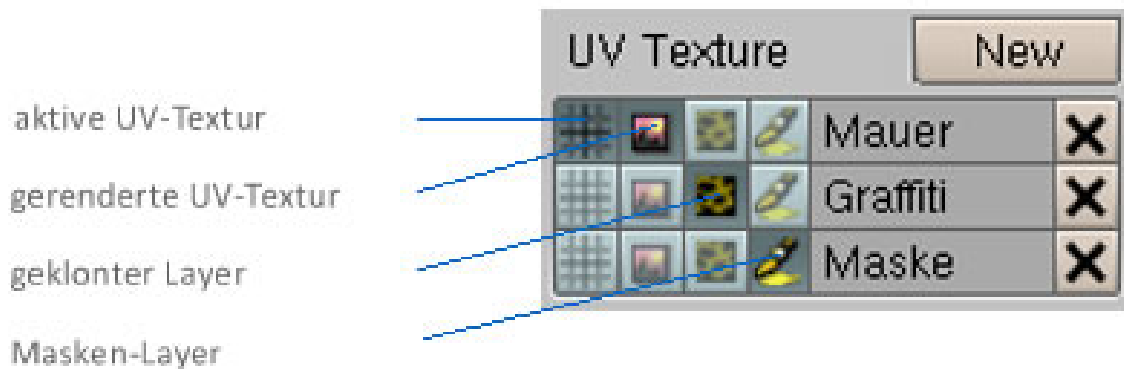 UV Texture New
aktive UV-Textur
Mauer
gerenderte UV-Textur
Graffiti
geklonter Layer
Maske
Masken-Layer